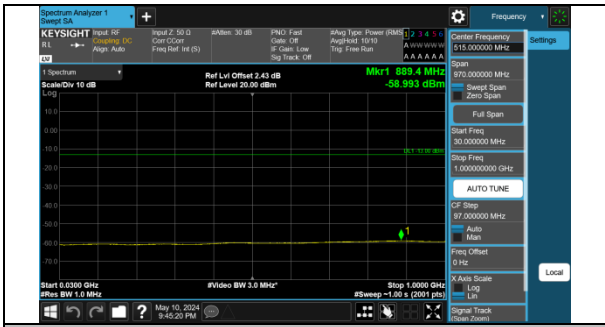 Spectrum Analyzer 1
Swept SA
+
Frequency
KEYSIGHT
RL
Input: RF
Coupling: DC
Align: Auto
Input Z: 50 Ω
Corr CCorr
Freq Ref: Int (S)
#Atten: 30 dB
PNO: Fast
Gate: Off
IF Gain: Low
Sig Track: Off
#Avg Type: Power (RMS
Avg|Hold: 10/10
Trig: Free Run
1 2 3 4 5 6
A W W W W W
A A A A A A
LXI
1 Spectrum
Scale/Div 10 dB
Ref Lvl Offset 2.43 dB
Ref Level 20.00 dBm
Mkr1 889.4 MHz
-58.993 dBm
Log
10.0
0.00
-10.0
DL1 -13.00 dBm
-20.0
-30.0
-40.0
-50.0
1
-60.0
-70.0
Start 0.0300 GHz
#Res BW 1.0 MHz
#Video BW 3.0 MHz*
Stop 1.0000 GHz
#Sweep ~1.00 s (2001 pts)
?
May 10, 2024
9:45:20 PM
Center Frequency
515.000000 MHz
Settings
Span
970.000000 MHz
Swept Span
Zero Span
Full Span
Start Freq
30.000000 MHz
Stop Freq
1.000000000 GHz
AUTO TUNE
CF Step
97.000000 MHz
Auto
Man
Freq Offset
0 Hz
X Axis Scale
Log
Lin
Local
Signal Track
(Span Zoom)